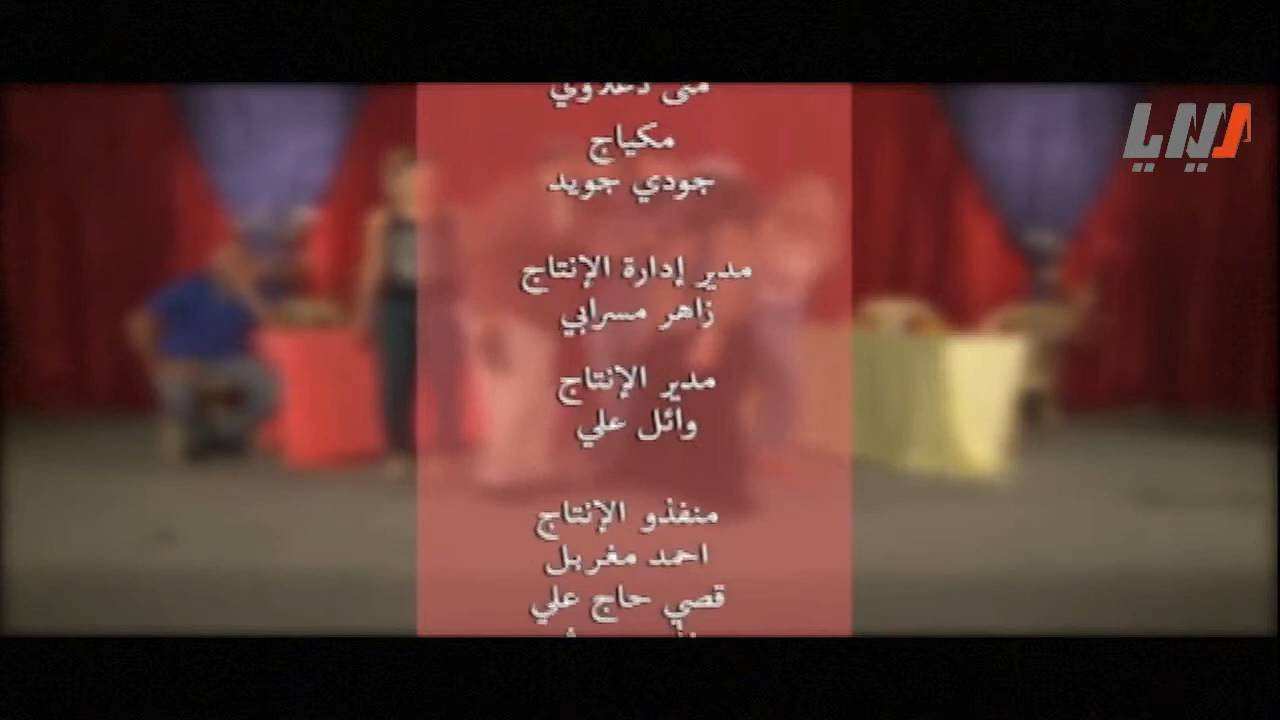 مكياج
جودي جويد
مدير إدارة الإنتاج
زاهر مسرابي
مدير الإنتاج
وائل علي
منفذو الإنتاج
احمد مغربل
قصي حاج علي